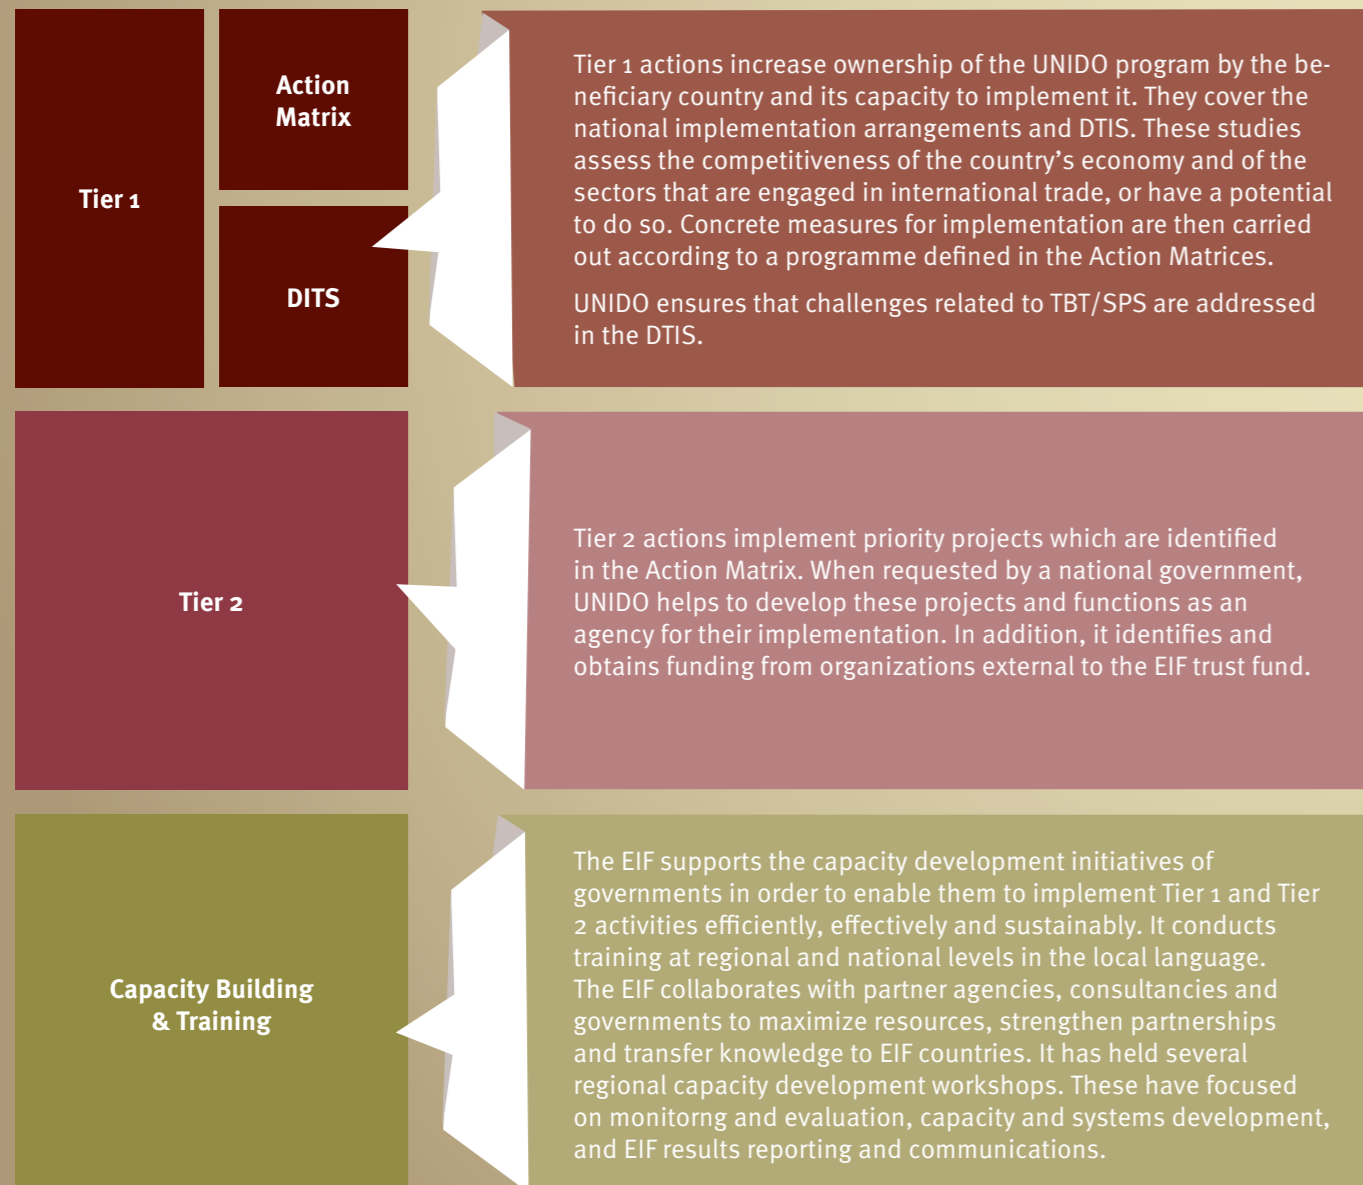 Tier 1
Action
Matrix
DITS
Tier 1 actions increase ownership of the UNIDO program by the be-
neficiary country and its capacity to implement it. They cover the
national implementation arrangements and DTIS. These studies
assess the competitiveness of the country's economy and of the
sectors that are engaged in international trade, or have a potential
to do so. Concrete measures for implementation are then carried
out according to a programme defined in the Action Matrices.
UNIDO ensures that challenges related to TBT/SPS are addressed
in the DTIS.
Tier 2
Tier 2 actions implement priority projects which are identified
in the Action Matrix. When requested by a national government,
UNIDO helps to develop these projects and functions as an
agency for their implementation. In addition, it identifies and
obtains funding from organizations external to the EIF trust fund.
Capacity Building
& Training
The EIF supports the capacity development initiatives of
governments in order to enable them to implement Tier 1 and Tier
2 activities efficiently, effectively and sustainably. It conducts
training at regional and national levels in the local language.
The EIF collaborates with partner agencies, consultancies and
governments to maximize resources, strengthen partnerships
and transfer knowledge to EIF countries. It has held several
regional capacity development workshops. These have focused
on monitorng and evaluation, capacity and systems development,
and EIF results reporting and communications.